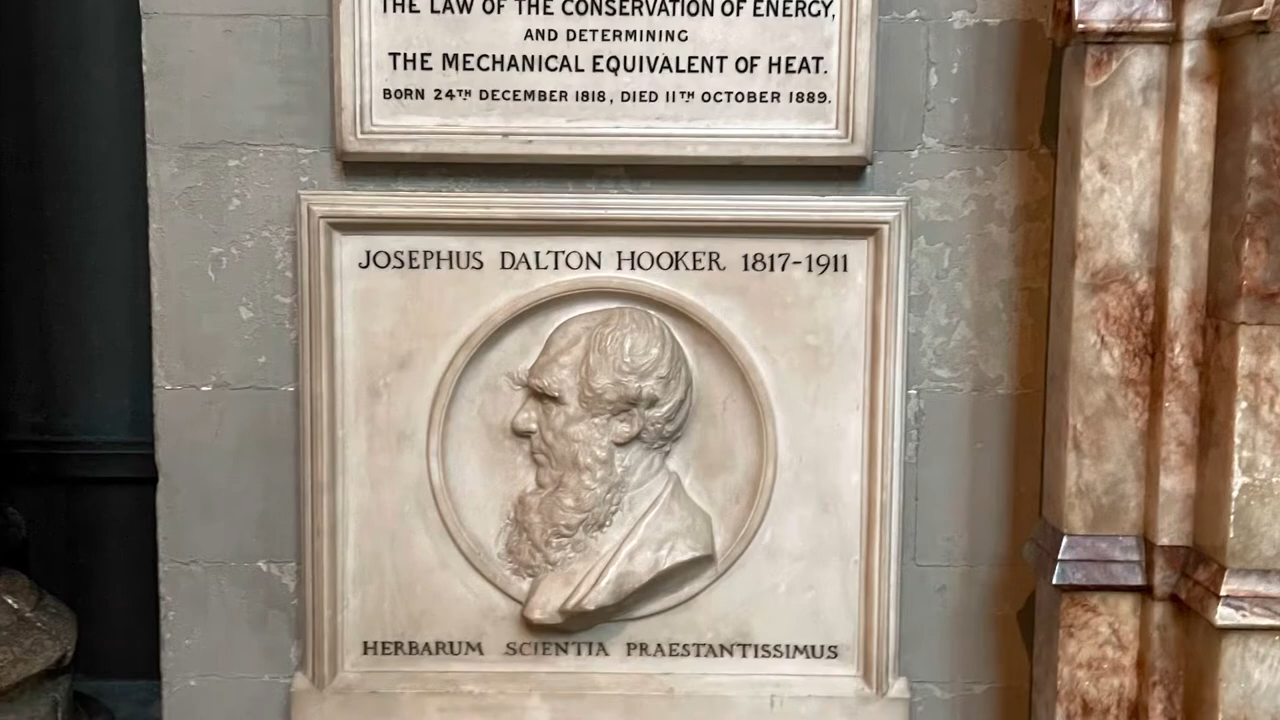 THE LAW OF THE CONSERVATION OF ENERGY,
AND DETERMINING
THE MECHANICAL EQUIVALENT OF HEAT.
BORN 24TH DECEMBER 1818, DIED 11TH OCTOBER 1889.
JOSEPHUS DALTON HOOKER 1817-1911
HERBARUM SCIENTIA PRAESTANTISSIMUS